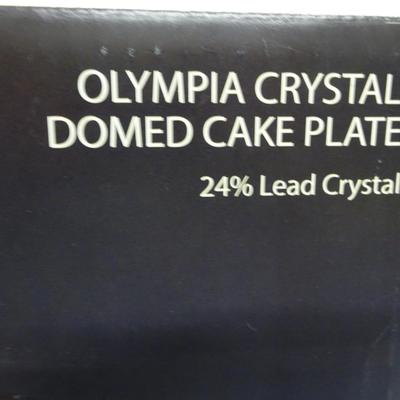 OLYMPIA CRYSTAL
DOMED CAKE PLATE
24% Lead Crystal